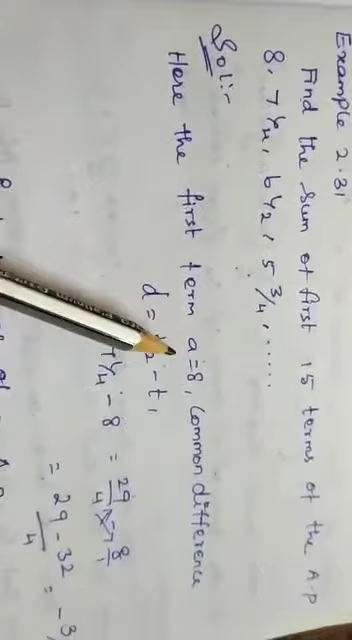 Example 2.31
Find the sum of first 15 terms of the A.P
8, 7 1/4, 6 1/2, 5 3/4, ......
Sol:-
Here the first term a=8, common difference
d = - t1
1/4 - 8 = 29/4 - 8/1
= 29 - 32 / 4 = -3